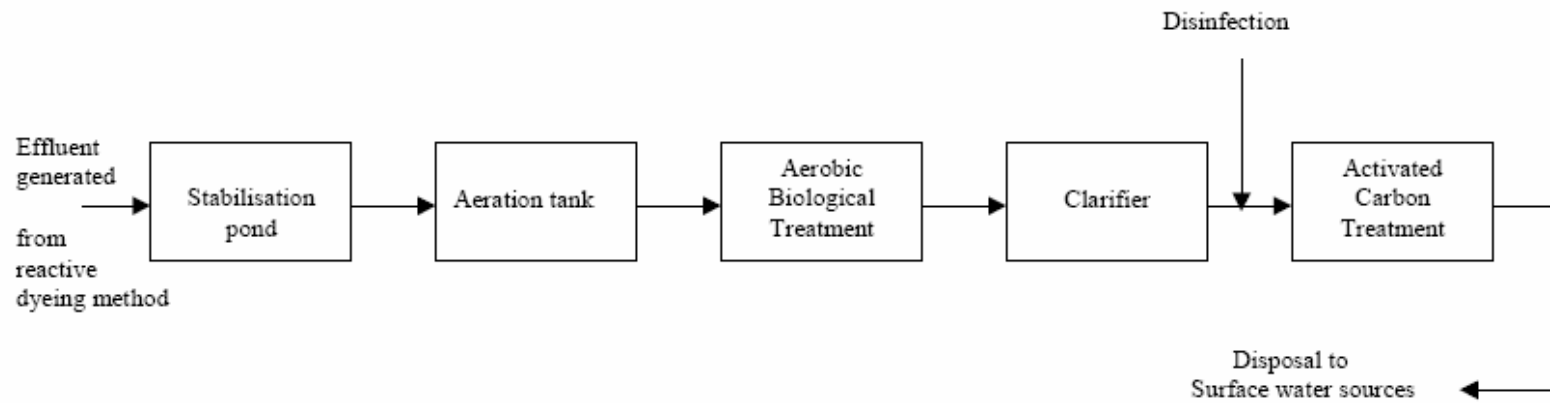 Disinfection
Effluent
generated
from
reactive
dyeing method
Stabilisation
pond
Aeration tank
Aerobic
Biological
Treatment
Clarifier
Activated
Carbon
Treatment
Disposal to
Surface water sources